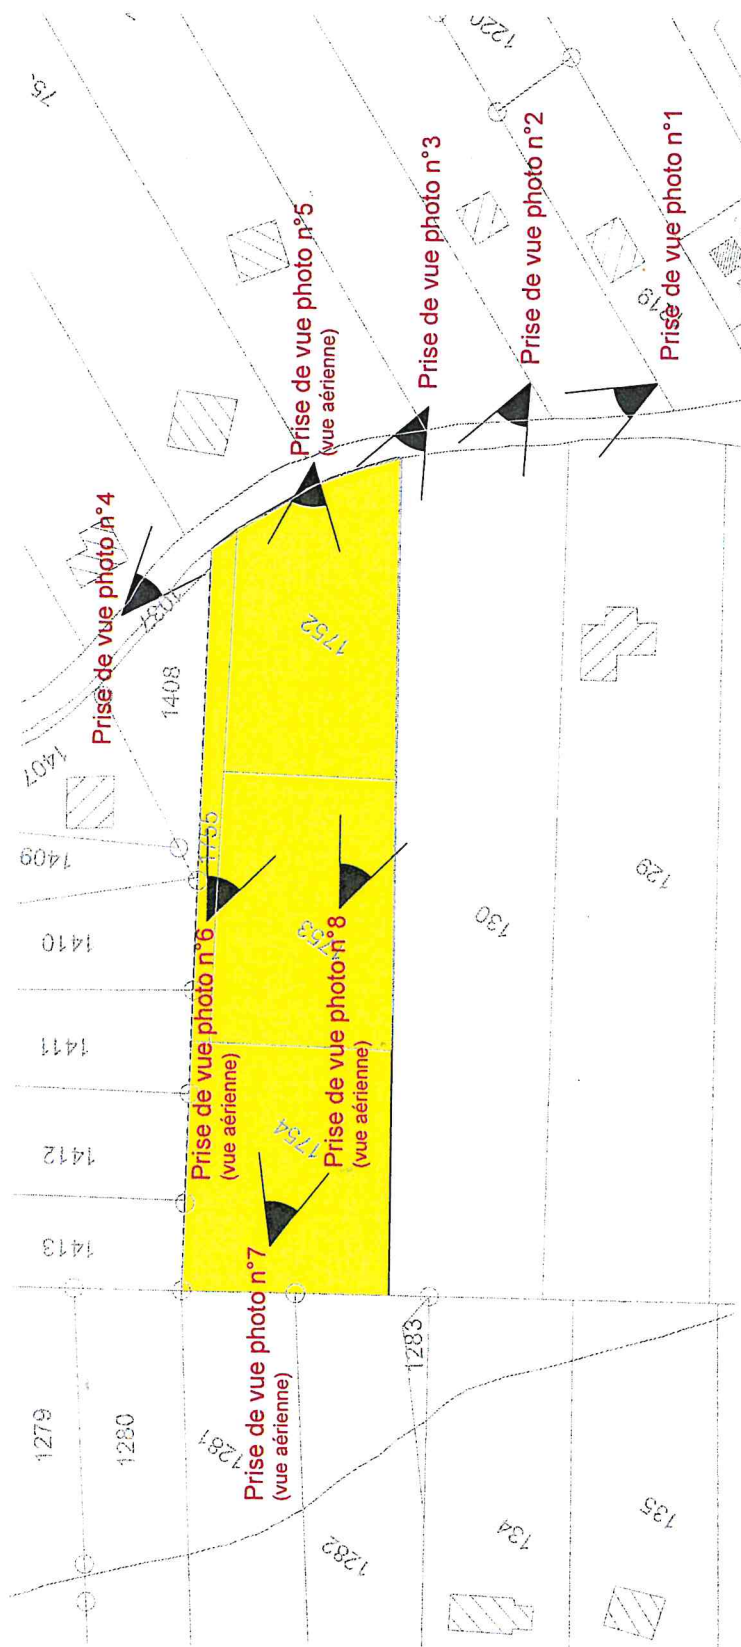 Prise de vue photo n°1
Prise de vue photo n°2
Prise de vue photo n°3
Prise de vue photo n°4
Prise de vue photo n°5
(vue aérienne)
Prise de vue photo n°6
(vue aérienne)
Prise de vue photo n°7
(vue aérienne)
Prise de vue photo n°8
(vue aérienne)
1279
1280
1281
1282
1283
134
135
1413
1412
1411
1410
1409
1407
1408
1755
1754
1753
1752
130
129
1220
75